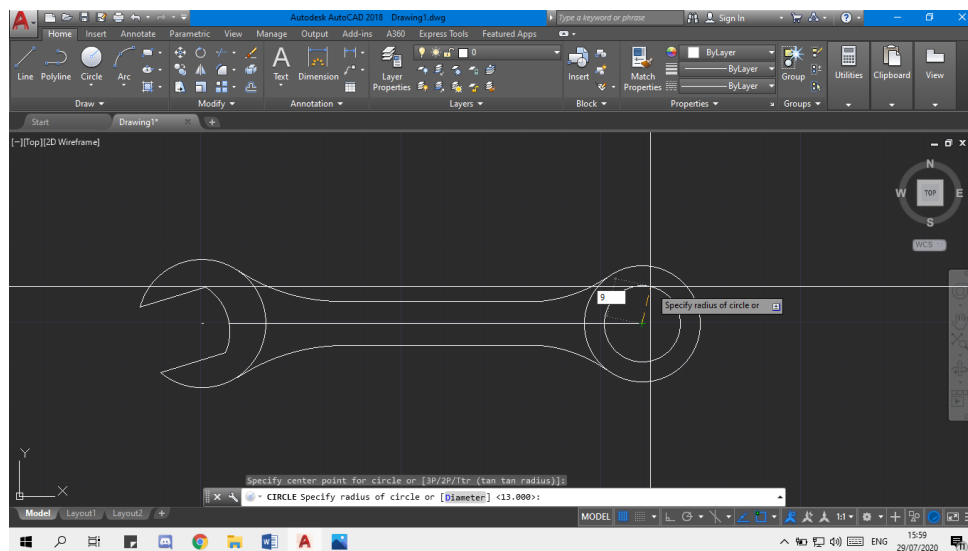 Autodesk AutoCAD 2018 Drawing1.dwg
Type a keyword or phrase
Sign In
Home Insert Annotate Parametric View Manage Output Add-ins A360 Express Tools Featured Apps
0
ByLayer
ByLayer
ByLayer
Line Polyline Circle Arc
Text Dimension
Layer Properties
Insert
Match Properties
Group
Utilities
Clipboard
View
Draw Modify Annotation Layers Block Properties Groups
Start Drawing1* +
[−][Top][2D Wireframe]
N
W TOP E
S
WCS
9
Specify radius of circle or
Y
X
Specify center point for circle or [3P/2P/Ttr (tan tan radius)]:
CIRCLE Specify radius of circle or [Diameter] <13.000>:
Model Layout1 Layout2 +
MODEL
1:1
ENG
15:59
29/07/2020
11